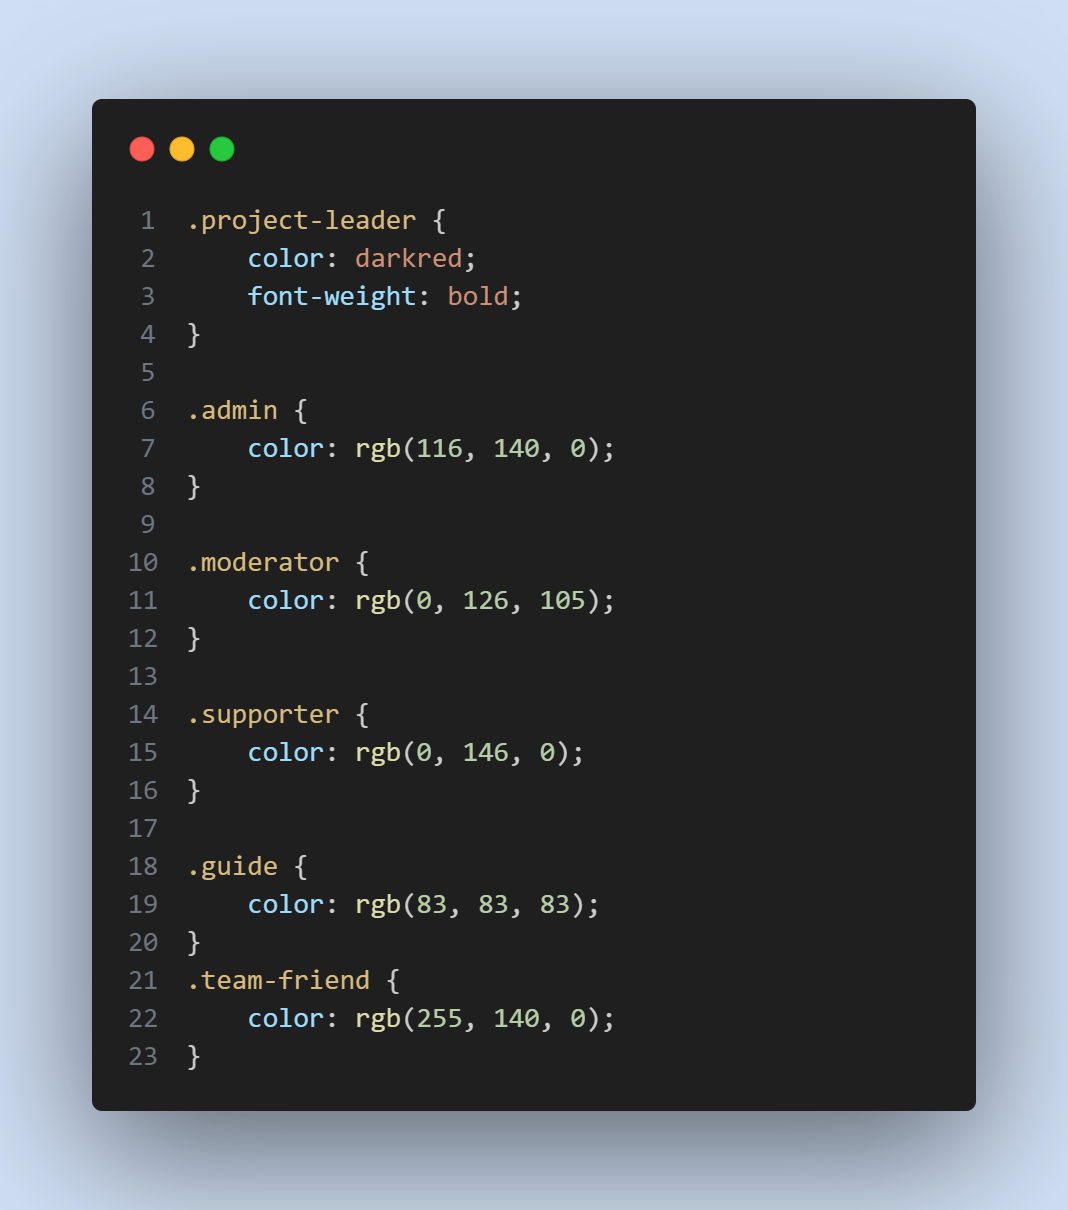 1 .project-leader {
2     color: darkred;
3     font-weight: bold;
4 }
5
6 .admin {
7     color: rgb(116, 140, 0);
8 }
9
10 .moderator {
11     color: rgb(0, 126, 105);
12 }
13
14 .supporter {
15     color: rgb(0, 146, 0);
16 }
17
18 .guide {
19     color: rgb(83, 83, 83);
20 }
21 .team-friend {
22     color: rgb(255, 140, 0);
23 }